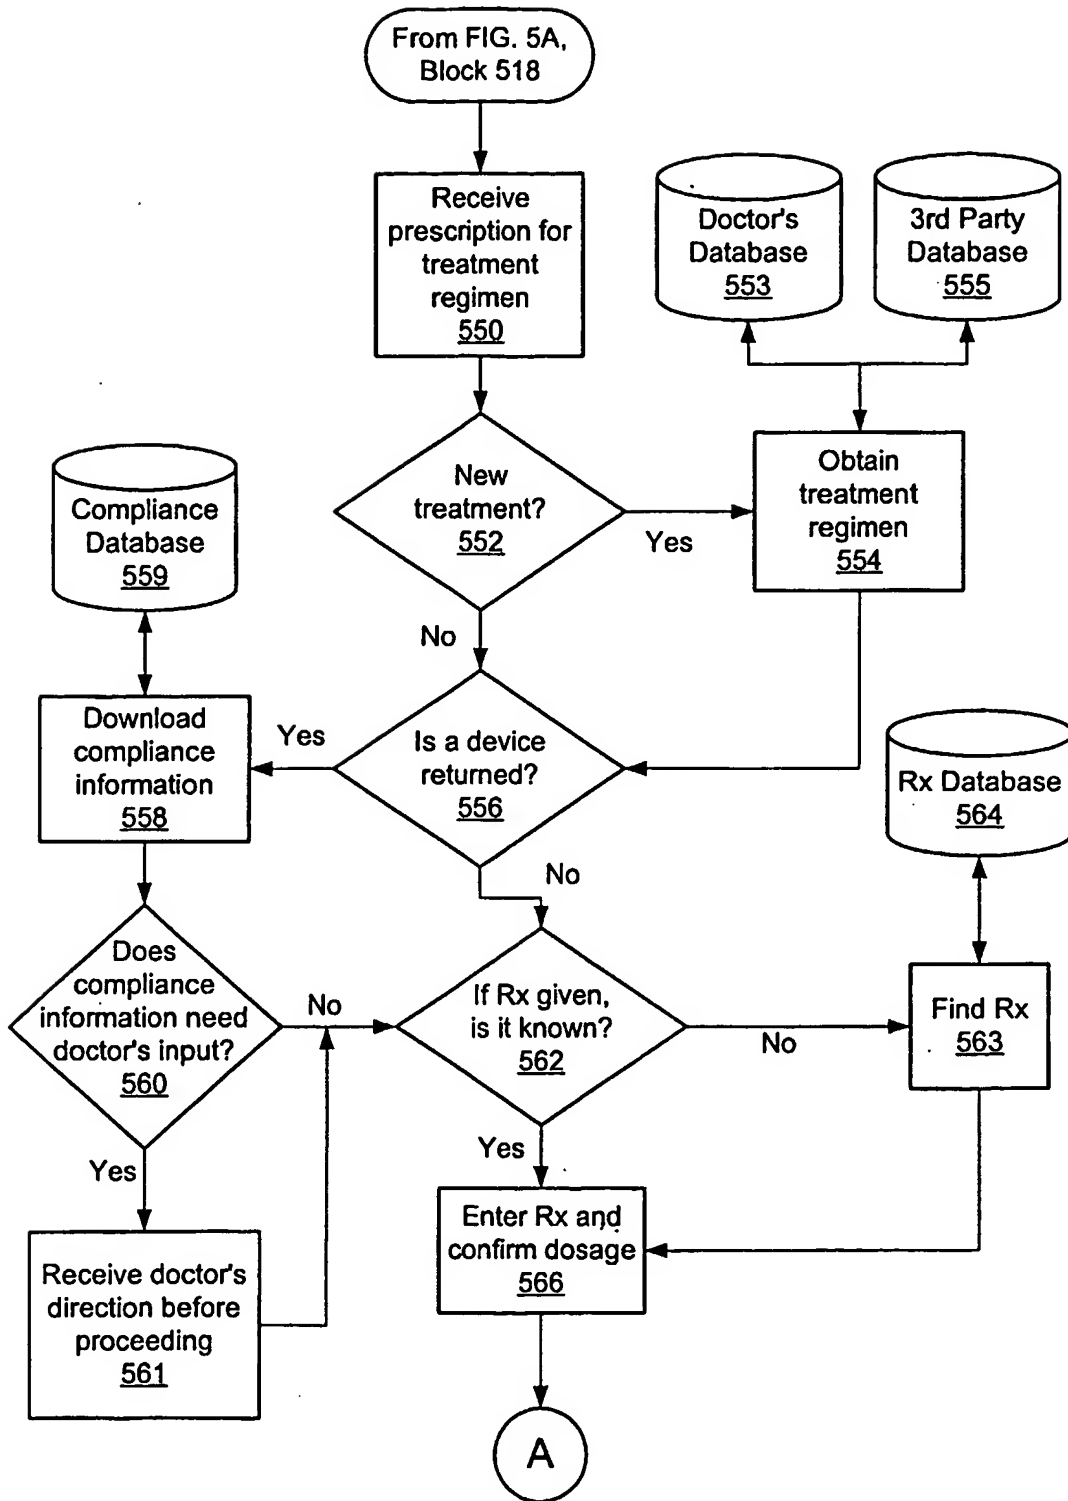 From FIG. 5A,
Block 518
Receive
prescription for
treatment
regimen
550
Doctor's
Database
553
3rd Party
Database
555
New
treatment?
552
Yes
No
Obtain
treatment
regimen
554
Compliance
Database
559
Download
compliance
information
558
Yes
Is a device
returned?
556
No
Rx Database
564
Does
compliance
information need
doctor's input?
560
No
Yes
If Rx given,
is it known?
562
No
Yes
Find Rx
563
Receive doctor's
direction before
proceeding
561
Enter Rx and
confirm dosage
566
A